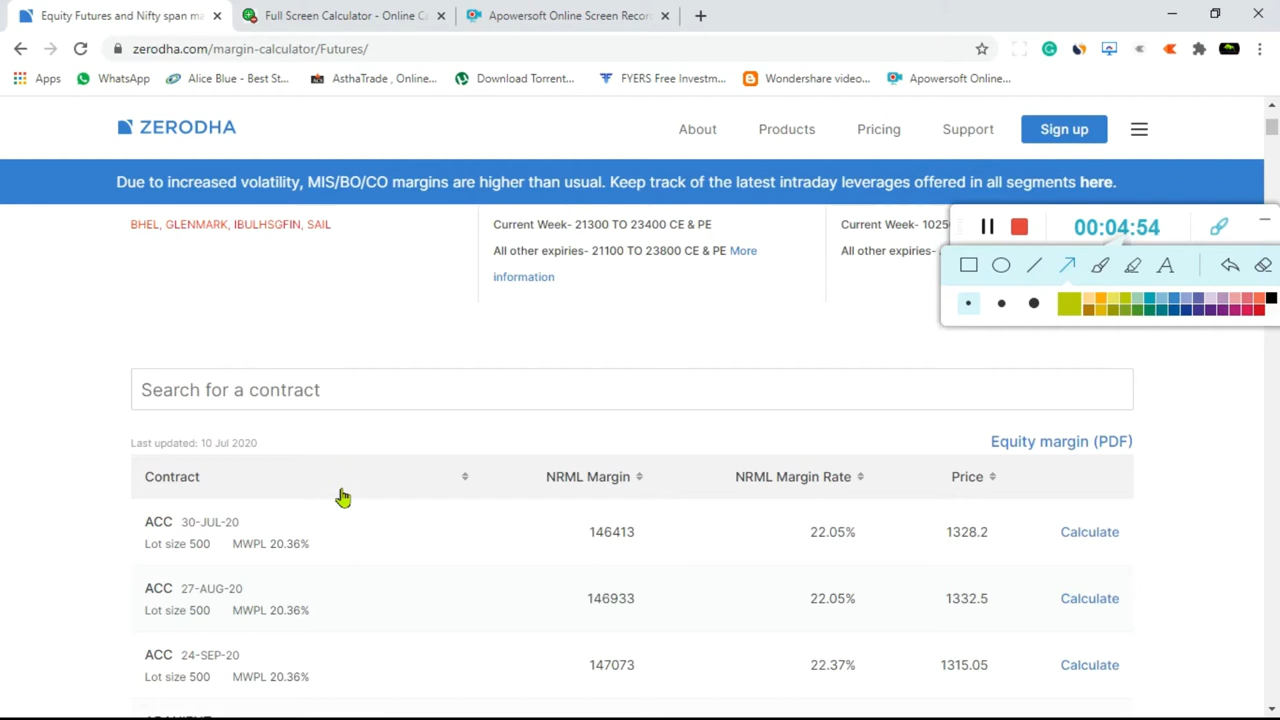 Equity Futures and Nifty span ma
Full Screen Calculator - Online C
Apowersoft Online Screen Recor
zerodha.com/margin-calculator/Futures/
Apps
WhatsApp
Alice Blue - Best St...
AsthaTrade , Online...
Download Torrent...
FYERS Free Investm...
Wondershare video...
Apowersoft Online...
ZERODHA
About
Products
Pricing
Support
Sign up
Due to increased volatility, MIS/BO/CO margins are higher than usual. Keep track of the latest intraday leverages offered in all segments here.
BHEL, GLENMARK, IBULHSGFIN, SAIL
Current Week- 21300 TO 23400 CE & PE
All other expiries- 21100 TO 23800 CE & PE More
information
Current Week- 1025
All other expiries-
00:04:54
A
Search for a contract
Last updated: 10 Jul 2020
Equity margin (PDF)
Contract NRML Margin NRML Margin Rate Price
ACC 30-JUL-20
Lot size 500 MWPL 20.36%
146413 22.05% 1328.2 Calculate
ACC 27-AUG-20
Lot size 500 MWPL 20.36%
146933 22.05% 1332.5 Calculate
ACC 24-SEP-20
Lot size 500 MWPL 20.36%
147073 22.37% 1315.05 Calculate